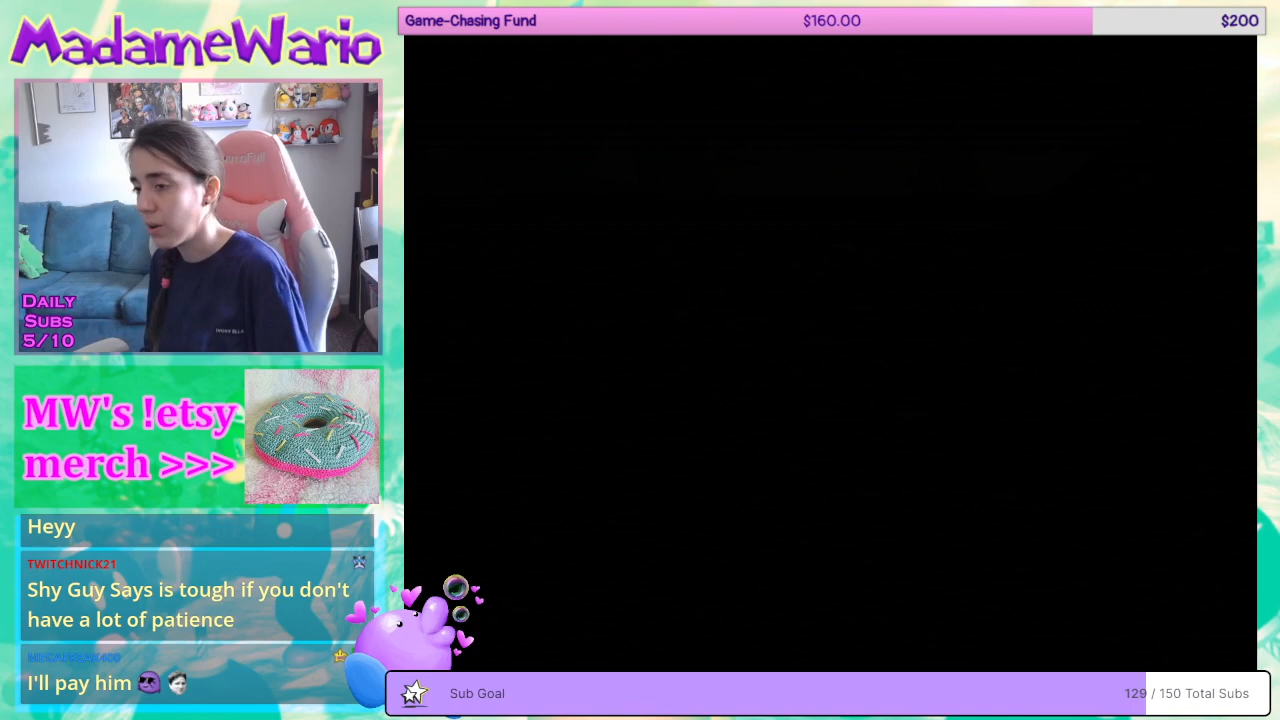 MadameWario
Game-Chasing Fund
$160.00
$200
Daily
Subs
5/10
MW's !etsy
merch >>>
Heyy
TWITCHNICK21
Shy Guy Says is tough if you don't
have a lot of patience
I'll pay him
Sub Goal
129 / 150 Total Subs